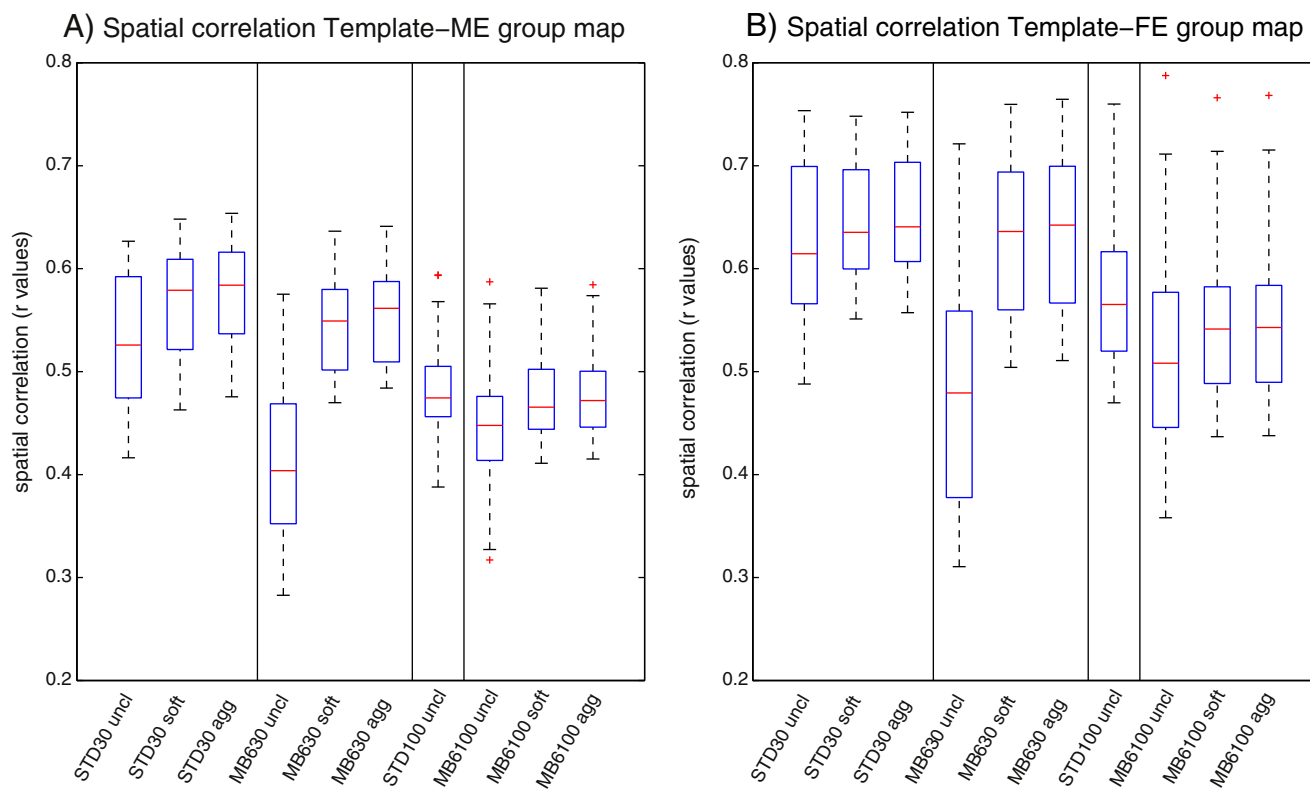 A) Spatial correlation Template−ME group map
spatial correlation (r values)
0.8
0.7
0.6
0.5
0.4
0.3
0.2
STD30 uncl
STD30 soft
STD30 agg
MB630 uncl
MB630 soft
MB630 agg
STD100 uncl
MB6100 uncl
MB6100 soft
MB6100 agg
B) Spatial correlation Template−FE group map
spatial correlation (r values)
0.8
0.7
0.6
0.5
0.4
0.3
0.2
STD30 uncl
STD30 soft
STD30 agg
MB630 uncl
MB630 soft
MB630 agg
STD100 uncl
MB6100 uncl
MB6100 soft
MB6100 agg